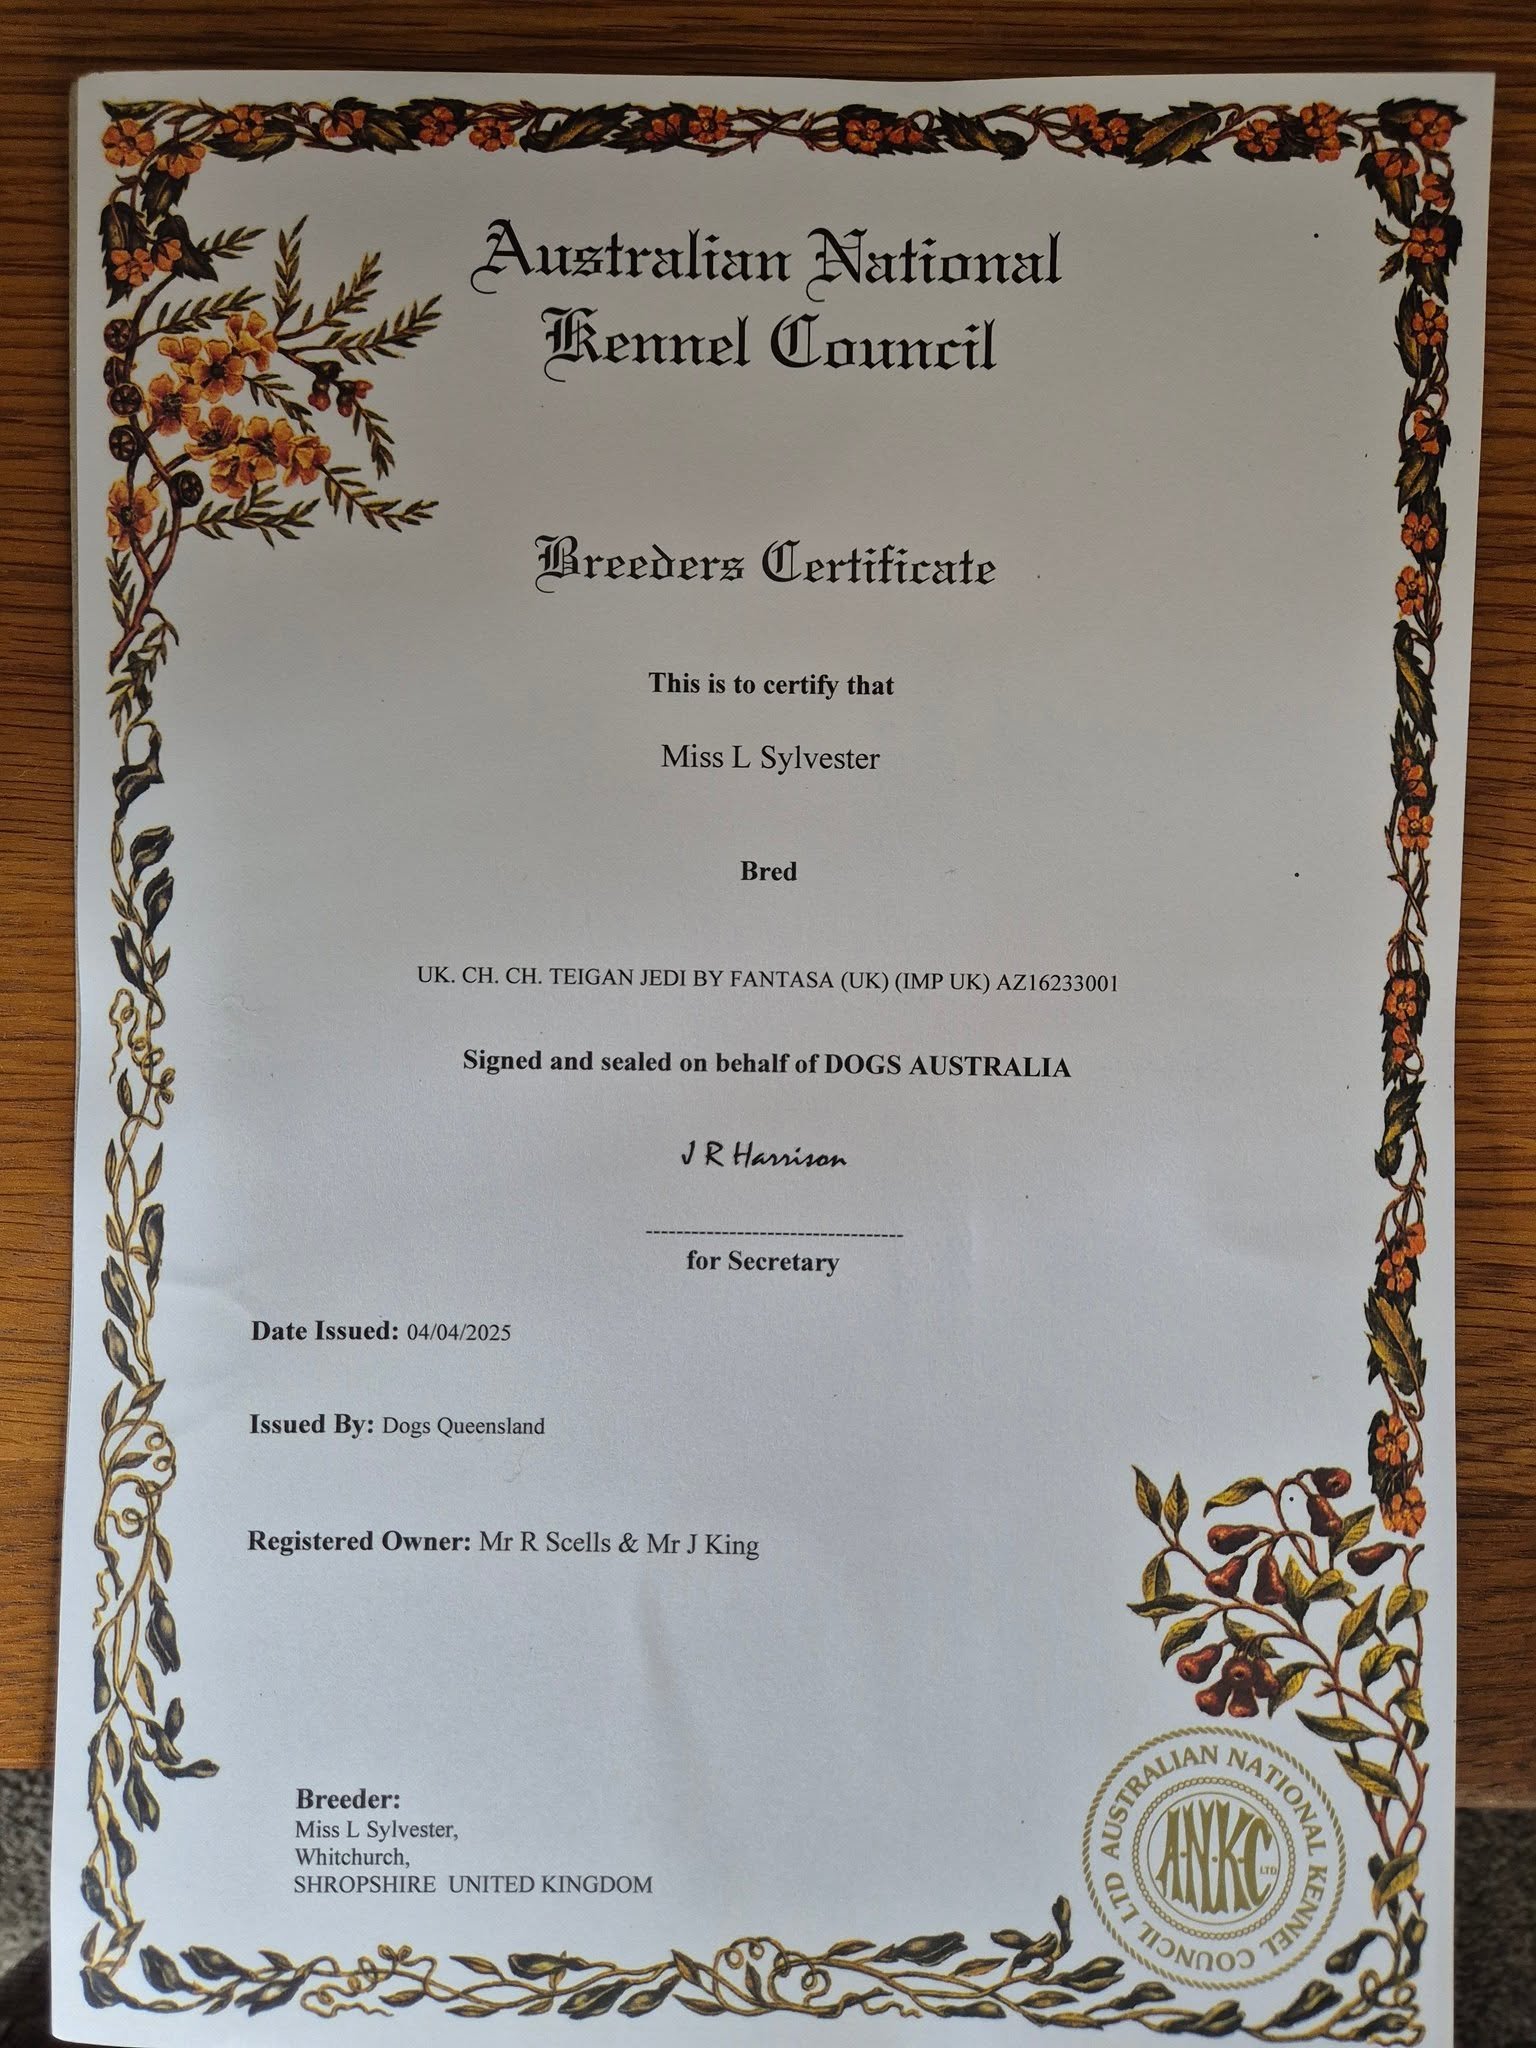 Australian National
Kennel Council
Breeders Certificate
This is to certify that
Miss L Sylvester
Bred
UK. CH. CH. TEIGAN JEDI BY FANTASA (UK) (IMP UK) AZ16233001
Signed and sealed on behalf of DOGS AUSTRALIA
J R Harrison
----------------------------------
for Secretary
Date Issued: 04/04/2025
Issued By: Dogs Queensland
Registered Owner: Mr R Scells & Mr J King
Breeder:
Miss L Sylvester,
Whitchurch,
SHROPSHIRE UNITED KINGDOM
AUSTRALIAN NATIONAL KENNEL COUNCIL LTD
A·N·K·C LTD